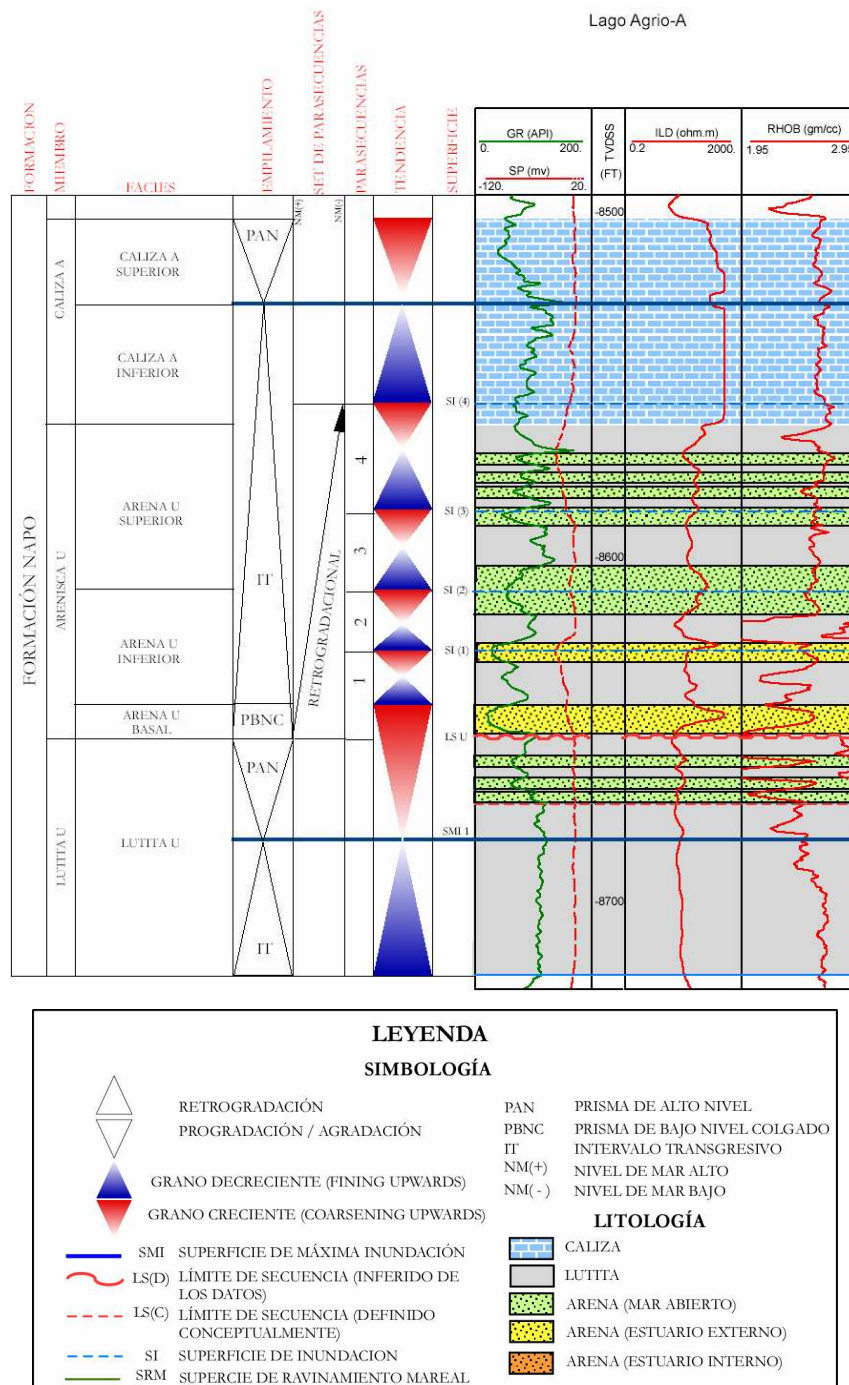 Lago Agrio-A
FORMACION
MIEMBRO
FACIES
EMPILAMIENTO
SET DE PARASECUENCIAS
PARASECUENCIAS
TENDENCIA
SUPERFICIE
GR (API)
0. 200.
SP (mv)
-120. 20.
TVDSS
(FT)
ILD (ohm.m)
0.2 2000.
RHOB (gm/cc)
1.95 2.95
NM(+)
NM(-)
FORMACIÓN NAPO
CALIZA A
ARENISCA U
LUTITA U
CALIZA A
SUPERIOR
CALIZA A
INFERIOR
ARENA U
SUPERIOR
ARENA U
INFERIOR
ARENA U
BASAL
LUTITA U
PAN
IT
PBNC
PAN
IT
RETROGRADACIONAL
4
3
2
1
SI (4)
SI (3)
SI (2)
SI (1)
LS U
SMI 1
-8500
-8600
-8700
LEYENDA
SIMBOLOGÍA
RETROGRADACIÓN
PROGRADACIÓN / AGRADACIÓN
GRANO DECRECIENTE (FINING UPWARDS)
GRANO CRECIENTE (COARSENING UPWARDS)
SMI SUPERFICIE DE MÁXIMA INUNDACIÓN
LS(D) LÍMITE DE SECUENCIA (INFERIDO DE
LOS DATOS)
LS(C) LÍMITE DE SECUENCIA (DEFINIDO
CONCEPTUALMENTE)
SI SUPERFICIE DE INUNDACION
SRM SUPERCIE DE RAVINAMIENTO MAREAL
PAN PRISMA DE ALTO NIVEL
PBNC PRISMA DE BAJO NIVEL COLGADO
IT INTERVALO TRANSGRESIVO
NM(+) NIVEL DE MAR ALTO
NM( - ) NIVEL DE MAR BAJO
LITOLOGÍA
CALIZA
LUTITA
ARENA (MAR ABIERTO)
ARENA (ESTUARIO EXTERNO)
ARENA (ESTUARIO INTERNO)